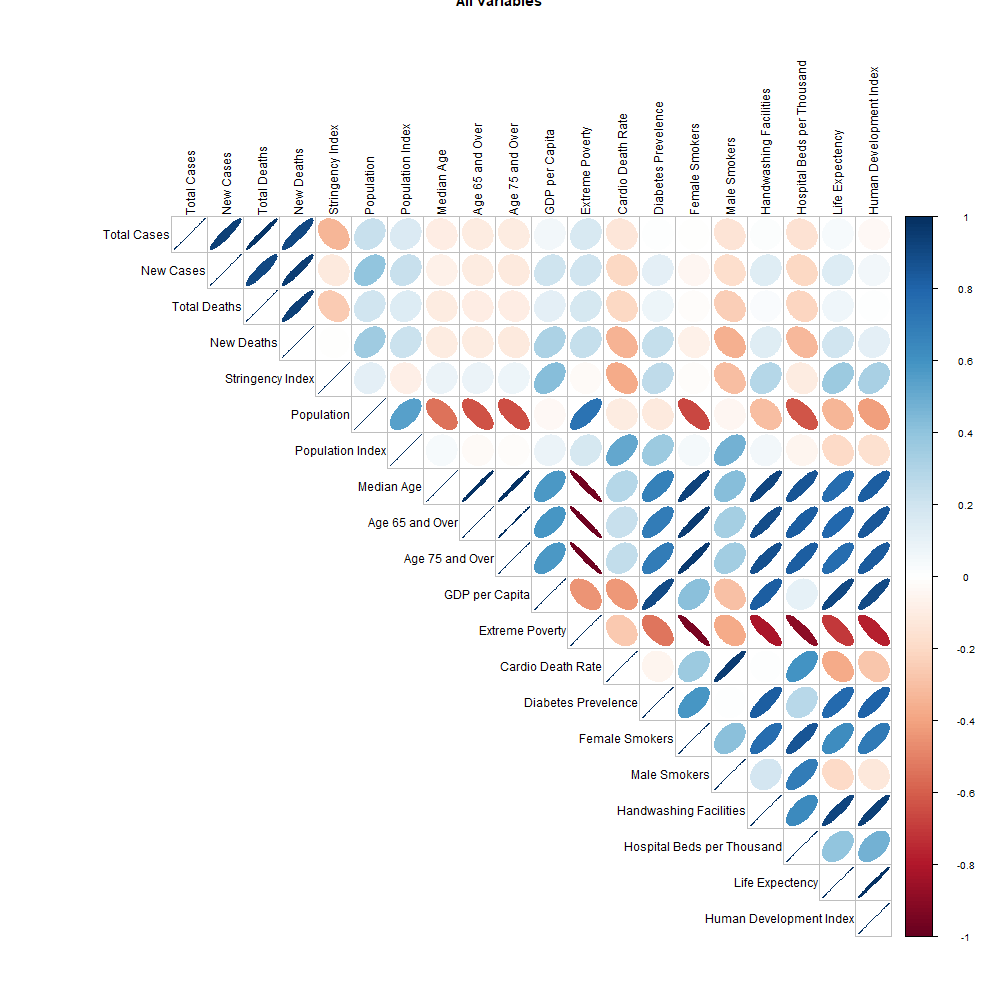 All Variables
Total Cases
New Cases
Total Deaths
New Deaths
Stringency Index
Population
Population Index
Median Age
Age 65 and Over
Age 75 and Over
GDP per Capita
Extreme Poverty
Cardio Death Rate
Diabetes Prevelence
Female Smokers
Male Smokers
Handwashing Facilities
Hospital Beds per Thousand
Life Expectency
Human Development Index
Total Cases
New Cases
Total Deaths
New Deaths
Stringency Index
Population
Population Index
Median Age
Age 65 and Over
Age 75 and Over
GDP per Capita
Extreme Poverty
Cardio Death Rate
Diabetes Prevelence
Female Smokers
Male Smokers
Handwashing Facilities
Hospital Beds per Thousand
Life Expectency
Human Development Index
1
0.8
0.6
0.4
0.2
0
-0.2
-0.4
-0.6
-0.8
-1